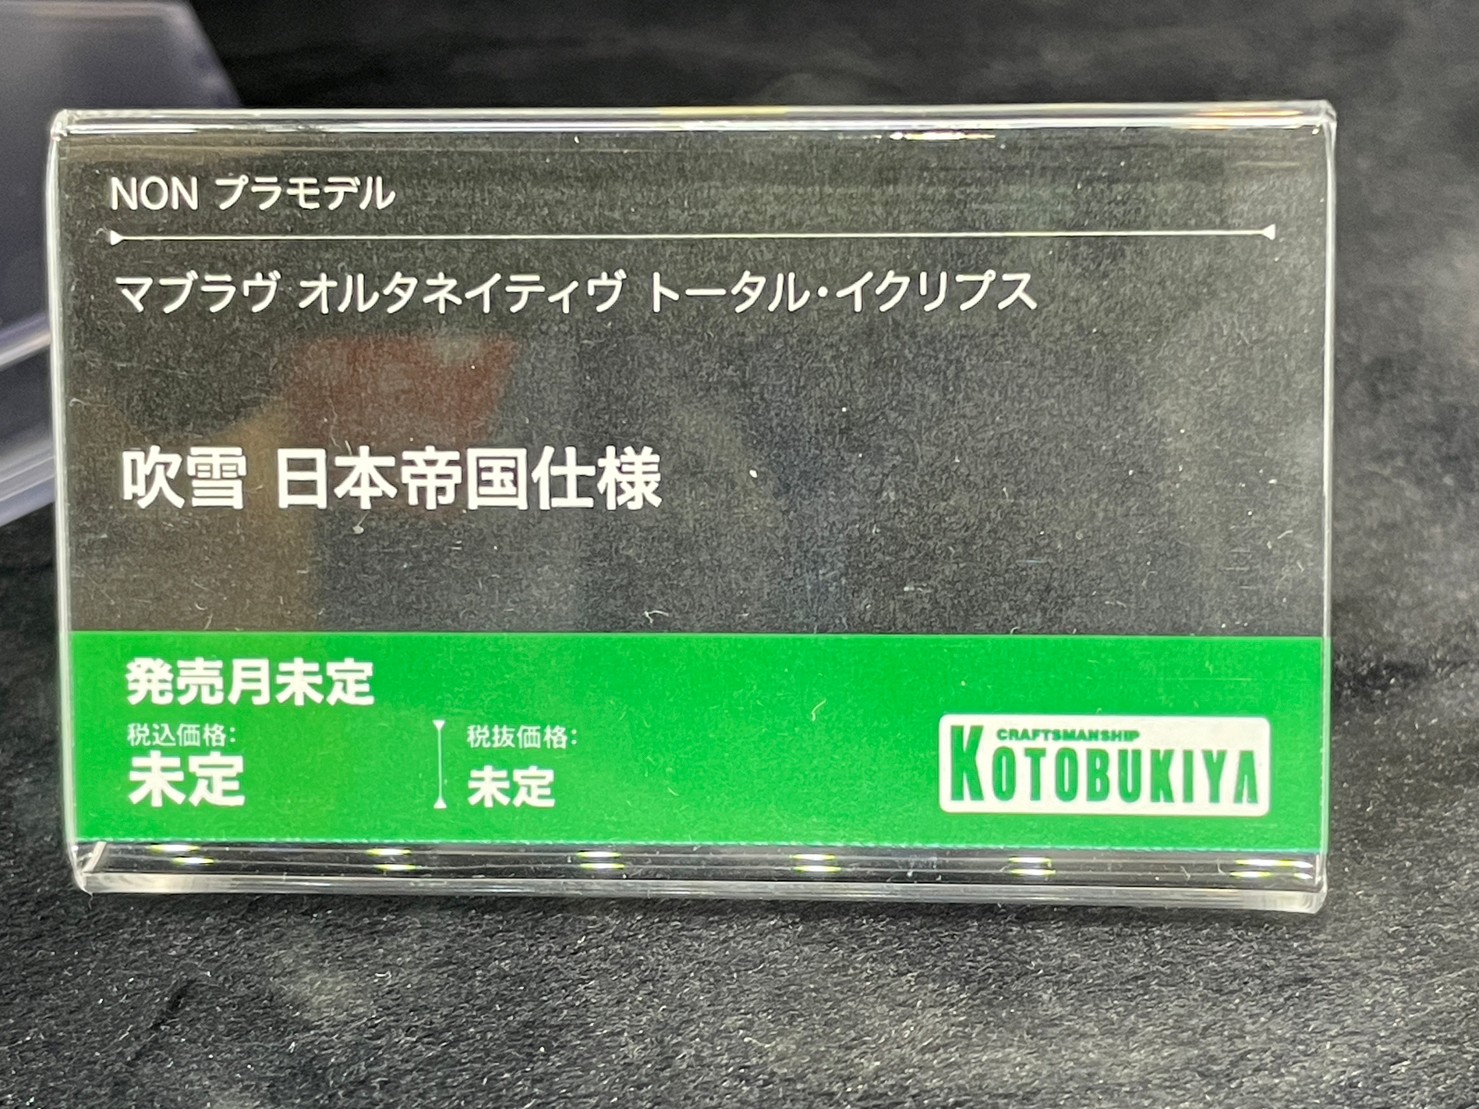 NON プラモデル
マブラヴ オルタネイティヴ トータル・イクリプス
吹雪 日本帝国仕様
発売月未定
税込価格:
未定
税抜価格:
未定
CRAFTSMANSHIP
KOTOBUKIYA